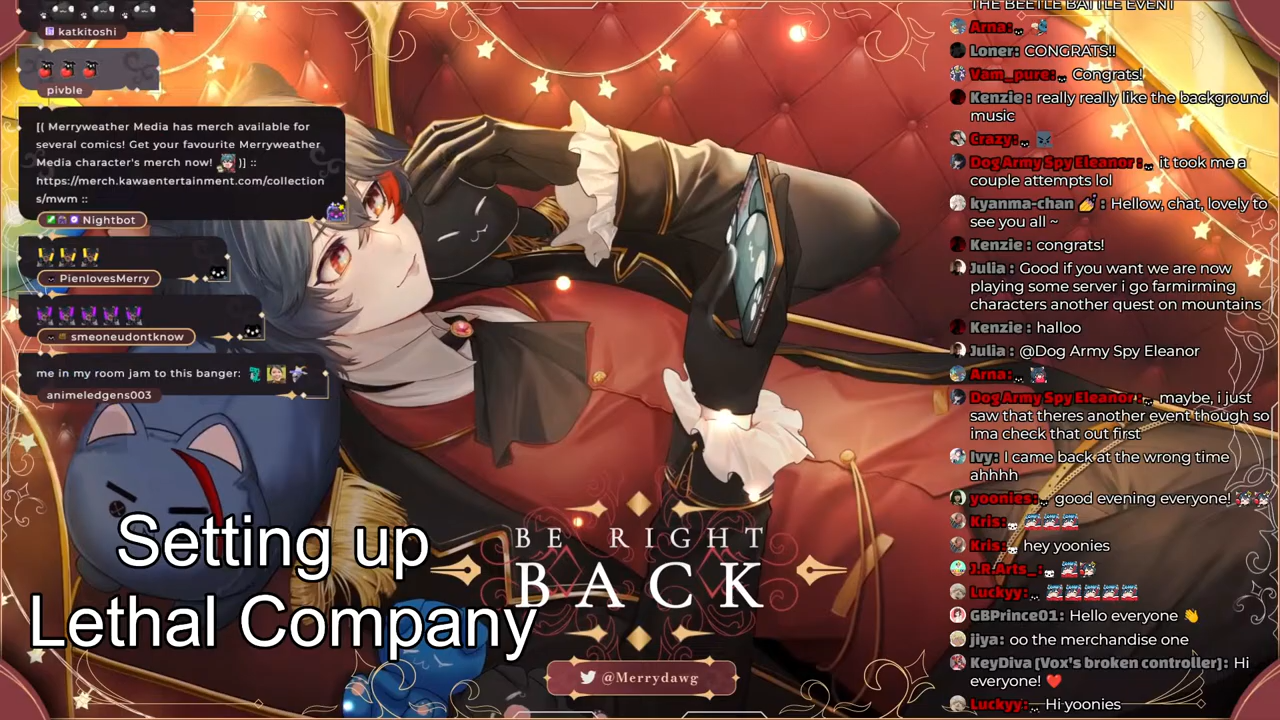 katkitoshi
pivble
[( Merryweather Media has merch available for
several comics! Get your favourite Merryweather
Media character's merch now! )] ::
https://merch.kawaentertainment.com/collection
s/mwm ::
Nightbot
PienlovesMerry
smeoneudontknow
me in my room jam to this banger:
animeledgens003
Setting up
Lethal Company
BE RIGHT
BACK
@Merrydawg
THE BEETLE BATTLE EVENT
Arna:
Loner: CONGRATS!!
Vam_pure: Congrats!
Kenzie : really really like the background
music
Crazy:
Dog Army Spy Eleanor : it took me a
couple attempts lol
kyanma-chan 💅 : Hellow, chat, lovely to
see you all ~
Kenzie : congrats!
Julia : Good if you want we are now
playing some server i go farmirming
characters another quest on mountains
Kenzie : halloo
Julia : @Dog Army Spy Eleanor
Arna:
Dog Army Spy Eleanor : maybe, i just
saw that theres another event though so
ima check that out first
Ivy: I came back at the wrong time
ahhhh
yoonies: good evening everyone!
Kris:
Kris: hey yoonies
J.R.Arts_:
Luckyy:
GBPrince01: Hello everyone 👋
jiya: oo the merchandise one
KeyDiva [Vox's broken controller]: Hi
everyone! ❤️
Luckyy: Hi yoonies